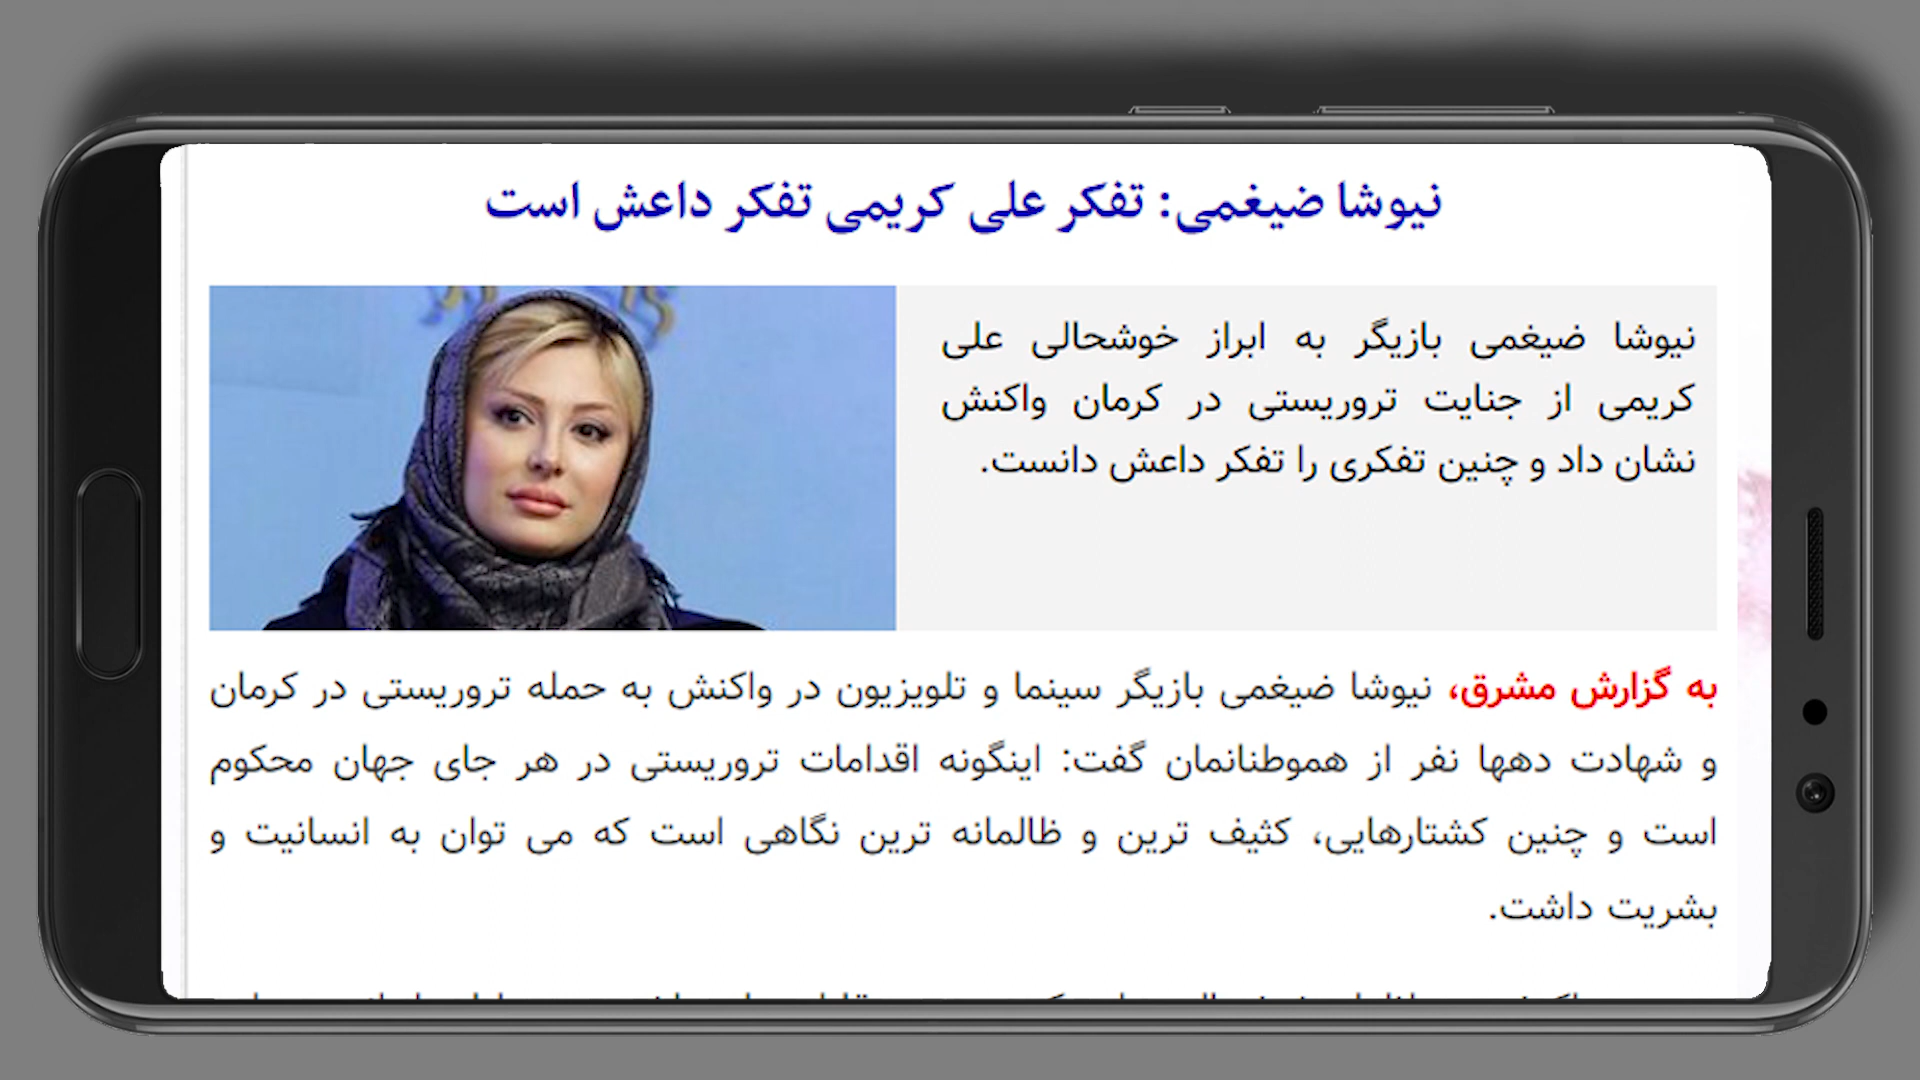 نیوشا ضیغمی: تفکر علی کریمی تفکر داعش است
نیوشا ضیغمی بازیگر به ابراز خوشحالی علی
کریمی از جنایت تروریستی در کرمان واکنش
نشان داد و چنین تفکری را تفکر داعش دانست.
به گزارش مشرق، نیوشا ضیغمی بازیگر سینما و تلویزیون در واکنش به حمله تروریستی در کرمان
و شهادت دهها نفر از هموطنانمان گفت: اینگونه اقدامات تروریستی در هر جای جهان محکوم
است و چنین کشتارهایی، کثیف ترین و ظالمانه ترین نگاهی است که می توان به انسانیت و
بشریت داشت.